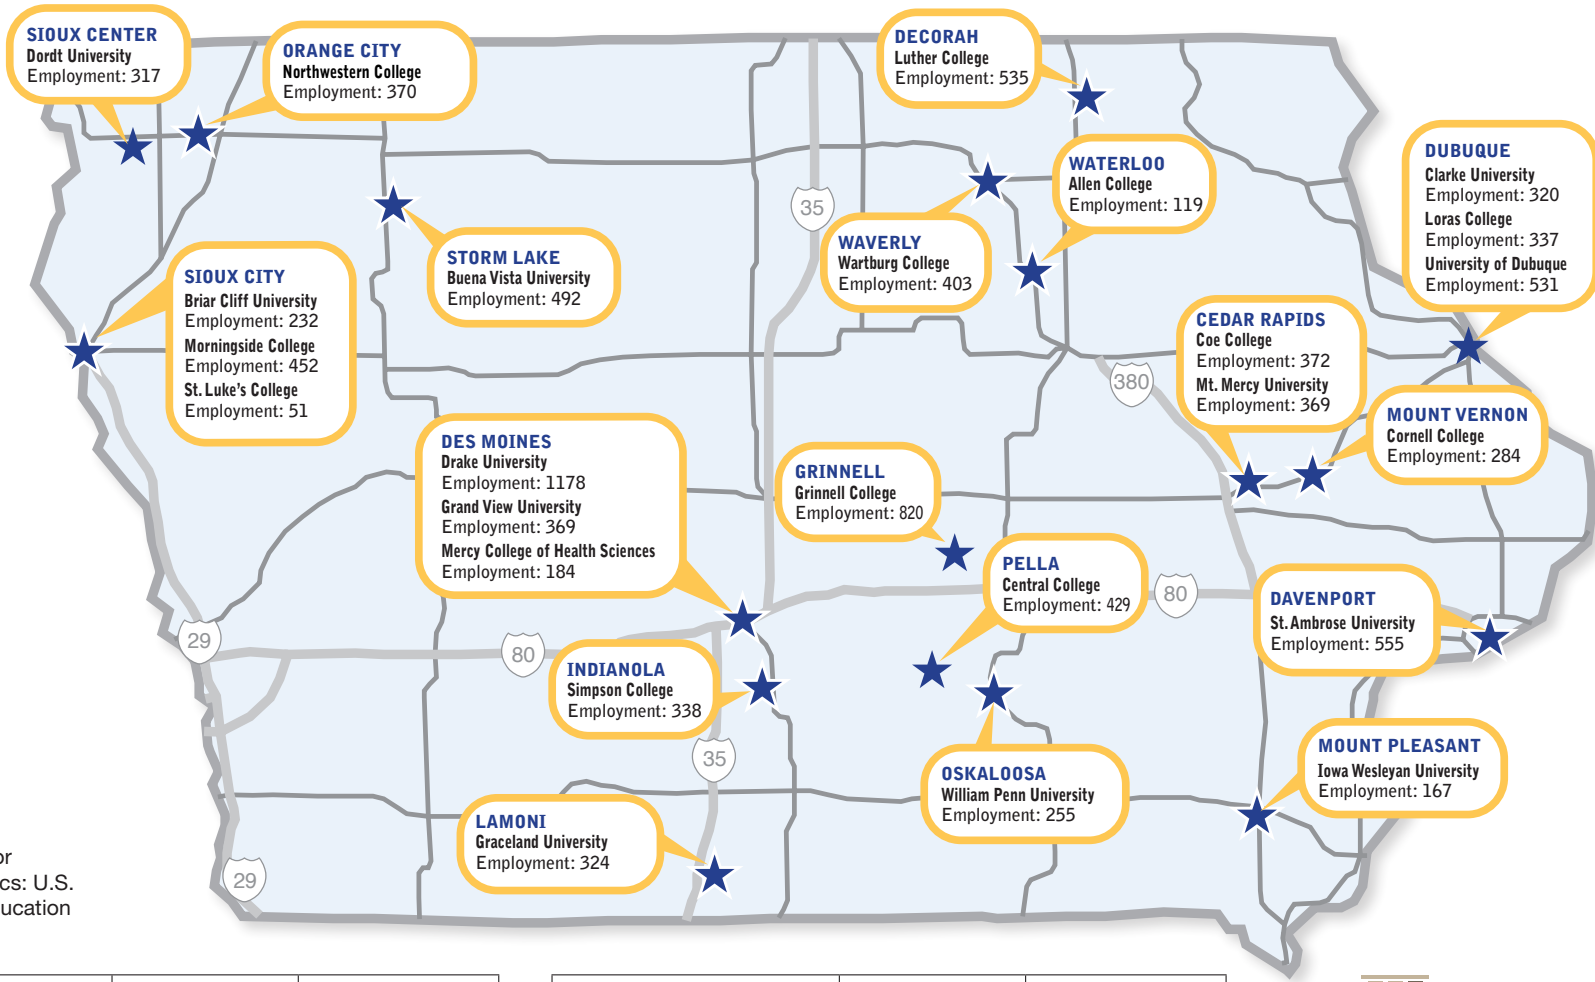 SIOUX CENTER
Dordt University
Employment: 317
ORANGE CITY
Northwestern College
Employment: 370
DECORAH
Luther College
Employment: 535
WATERLOO
Allen College
Employment: 119
DUBUQUE
Clarke University
Employment: 320
Loras College
Employment: 337
University of Dubuque
Employment: 531
35
STORM LAKE
Buena Vista University
Employment: 492
WAVERLY
Wartburg College
Employment: 403
SIOUX CITY
Briar Cliff University
Employment: 232
Morningside College
Employment: 452
St. Luke's College
Employment: 51
CEDAR RAPIDS
Coe College
Employment: 372
Mt. Mercy University
Employment: 369
380
MOUNT VERNON
Cornell College
Employment: 284
DES MOINES
Drake University
Employment: 1178
Grand View University
Employment: 369
Mercy College of Health Sciences
Employment: 184
GRINNELL
Grinnell College
Employment: 820
PELLA
Central College
Employment: 429
80
DAVENPORT
St. Ambrose University
Employment: 555
29
80
INDIANOLA
Simpson College
Employment: 338
35
OSKALOOSA
William Penn University
Employment: 255
MOUNT PLEASANT
Iowa Wesleyan University
Employment: 167
LAMONI
Graceland University
Employment: 324
29
or
cs: U.S.
ucation